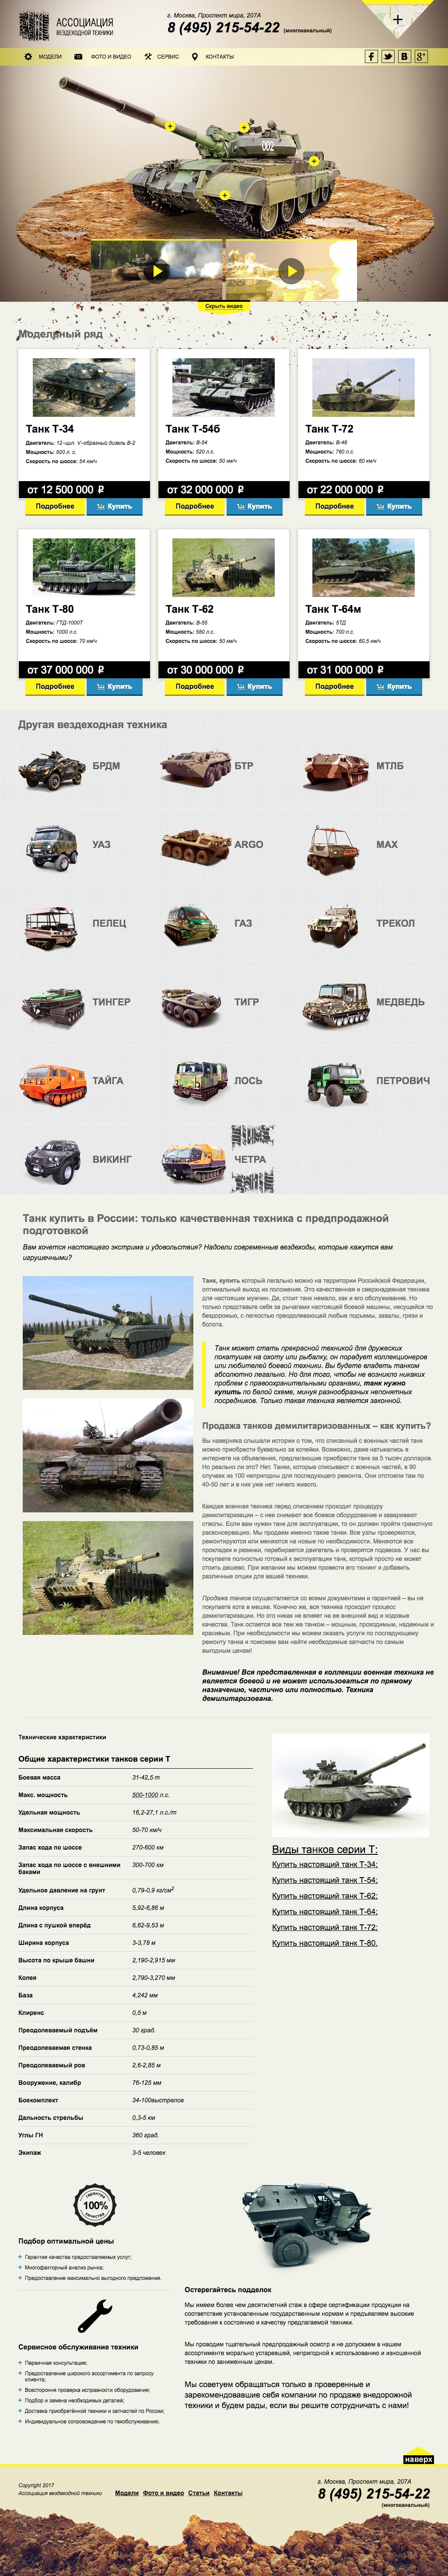 АССОЦИАЦИЯ
ВЕЗДЕХОДНОЙ ТЕХНИКИ
г. Москва, Проспект мира, 207А
8 (495) 215-54-22 (многоканальный)
МОДЕЛИ ФОТО И ВИДЕО СЕРВИС КОНТАКТЫ
002
Скрыть видео
Модельный ряд
Танк Т-34
Двигатель: 12-цил. V-образный дизель В-2
Мощность: 500 л. с.
Скорость по шоссе: 54 км/ч
от 12 500 000 ₽
Подробнее Купить
Танк Т-54б
Двигатель: В-54
Мощность: 520 л.с.
Скорость по шоссе: 50 км/ч
от 32 000 000 ₽
Подробнее Купить
Танк Т-72
Двигатель: В-46
Мощность: 760 л.с.
Скорость по шоссе: 60 км/ч
от 22 000 000 ₽
Подробнее Купить
Танк Т-80
Двигатель: ГТД-1000Т
Мощность: 1000 л.с.
Скорость по шоссе: 70 км/ч
от 37 000 000 ₽
Подробнее Купить
Танк Т-62
Двигатель: В-55
Мощность: 580 л.с.
Скорость по шоссе: 50 км/ч
от 30 000 000 ₽
Подробнее Купить
Танк Т-64м
Двигатель: 5ТД
Мощность: 700 л.с.
Скорость по шоссе: 60,5 км/ч
от 31 000 000 ₽
Подробнее Купить
Другая вездеходная техника
БРДМ БТР МТЛБ
УАЗ ARGO МАХ
ПЕЛЕЦ ГАЗ ТРЕКОЛ
ТИНГЕР ТИГР МЕДВЕДЬ
ТАЙГА ЛОСЬ ПЕТРОВИЧ
ВИКИНГ ЧЕТРА
Танк купить в России: только качественная техника с предпродажной
подготовкой
Вам хочется настоящего экстрима и удовольствия? Надоели современные вездеходы, которые кажутся вам
игрушечными?
Танк, купить который легально можно на территории Российской Федерации,
оптимальный выход из положения. Это качественная и сверхнадежная техника
для настоящих мужчин. Да, стоит танк немало, как и его обслуживание. Но
только представьте себя за рычагами настоящей боевой машины, несущейся по
бездорожью, с легкостью преодолевающей любые подъемы, завалы, грязи и
болота.
Танк может стать прекрасной техникой для дружеских
покатушек на охоту или рыбалку, он порадует коллекционеров
или любителей боевой техники. Вы будете владеть танком
абсолютно легально. Но для того, чтобы не возникло никаких
проблем с правоохранительными органами, танк нужно
купить по белой схеме, минуя разнообразных непонятных
посредников. Только такая техника является законной.
Продажа танков демилитаризованных – как купить?
Вы наверняка слышали истории о том, что списанный с военных частей танк
можно приобрести буквально за копейки. Возможно, даже натыкались в
интернете на объявления, предлагающие приобрести танк за 5 тысяч долларов.
Но реально ли это? Нет! Танки, которые списывают с военных частей, в 90
случаях из 100 непригодны для последующего ремонта. Они отстояли там по
40-50 лет и в них уже нет ничего живого.
Каждая военная техника перед списанием проходит процедуру
демилитаризации – с нее снимают все боевое оборудование и заваривают
стволы. Если вам нужен танк для эксплуатации, то он должен пройти грамотную
расконсервацию. Мы продаем именно такие танки. Все узлы проверяются,
ремонтируются или меняются на новые по необходимости. Меняются все
прокладки и резинки, перебирается двигатель и проверятся подвеска. У нас вы
покупаете полностью готовый к эксплуатации танк, который просто не может
стоить дешево. При желании мы можем провести его тюнинг и добавить
различные опции для вашей техники.
Продажа танков осуществляется со всеми документами и гарантией – вы не
покупаете кота в мешке. Конечно же, вся техника проходит процесс
демилитаризации. Но это никак не влияет на ее внешний вид и ходовые
качества. Танк остается все тем же танком – мощным, проходимым, надежным и
красивым. При необходимости мы можем оказать услуги по последующему
ремонту танка и поможем вам найти необходимые запчасти по самым
выгодным ценам!
Внимание! Вся представленная в коллекции военная техника не
является боевой и не может использоваться по прямому
назначению, частично или полностью. Техника
демилитаризована.
Технические характеристики
Общие характеристики танков серии Т
Боевая масса 31-42,5 т
Макс. мощность 500-1000 л.с.
Удельная мощность 16,2-27,1 л.с./т
Максимальная скорость 50-70 км/ч
Запас хода по шоссе 270-600 км
Запас хода по шоссе с внешними
баками 300-700 км
Удельное давление на грунт 0,79-0,9 кг/см2
Длина корпуса 5,92-6,86 м
Длина с пушкой вперёд 6,62-9,53 м
Ширина корпуса 3-3,78 м
Высота по крыше башни 2,190-2,915 мм
Колея 2,790-3,270 мм
База 4,242 мм
Клиренс 0,5 м
Преодолеваемый подъём 30 град.
Преодолеваемая стенка 0,73-0,85 м
Преодолеваемый ров 2,6-2,85 м
Вооружение, калибр 76-125 мм
Боекомплект 34-100выстрелов
Дальность стрельбы 0,3-5 км
Углы ГН 360 град.
Экипаж 3-5 человек
Виды танков серии Т:
Купить настоящий танк Т-34;
Купить настоящий танк Т-54;
Купить настоящий танк Т-62;
Купить настоящий танк Т-64;
Купить настоящий танк Т-72;
Купить настоящий танк Т-80.
гарантия
100%
качества
Подбор оптимальной цены
Гарантия качества предоставляемых услуг;
Многофакторный анализ рынка;
Предоставление максимально выгодного предложения.
Сервисное обслуживание техники
Первичная консультация;
Предоставление широкого ассортимента по запросу
клиента;
Всесторонняя проверка исправности оборудования;
Подбор и замена необходимых деталей;
Доставка приобретённой техники и запчастей по России;
Индивидуальное сопровождение по техобслуживанию.
Остерегайтесь подделок
Мы имеем более чем десятилетний стаж в сфере сертификации продукции на
соответствие установленным государственным нормам и предъявляем высокие
требования к состоянию и качеству предлагаемой техники.
Мы проводим тщательный предпродажный осмотр и не допускаем в нашем
ассортименте морально устаревшей, непригодной к использованию и изношенной
техники по заниженным ценам.
Мы советуем обращаться только в проверенные и
зарекомендовавшие себя компании по продаже внедорожной
техники и будем рады, если вы решите сотрудничать с нами!
наверх
Copyright 2017
Ассоциация вездеходной техники
Модели Фото и видео Статьи Контакты
г. Москва, Проспект мира, 207А
8 (495) 215-54-22
(многоканальный)